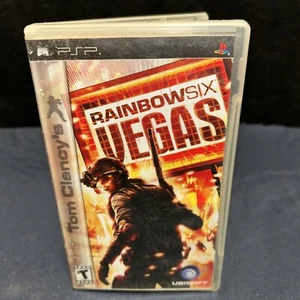 PSP
RAINBOWSIX
VEGAS
Tom Clancy's
T
UBISOFT